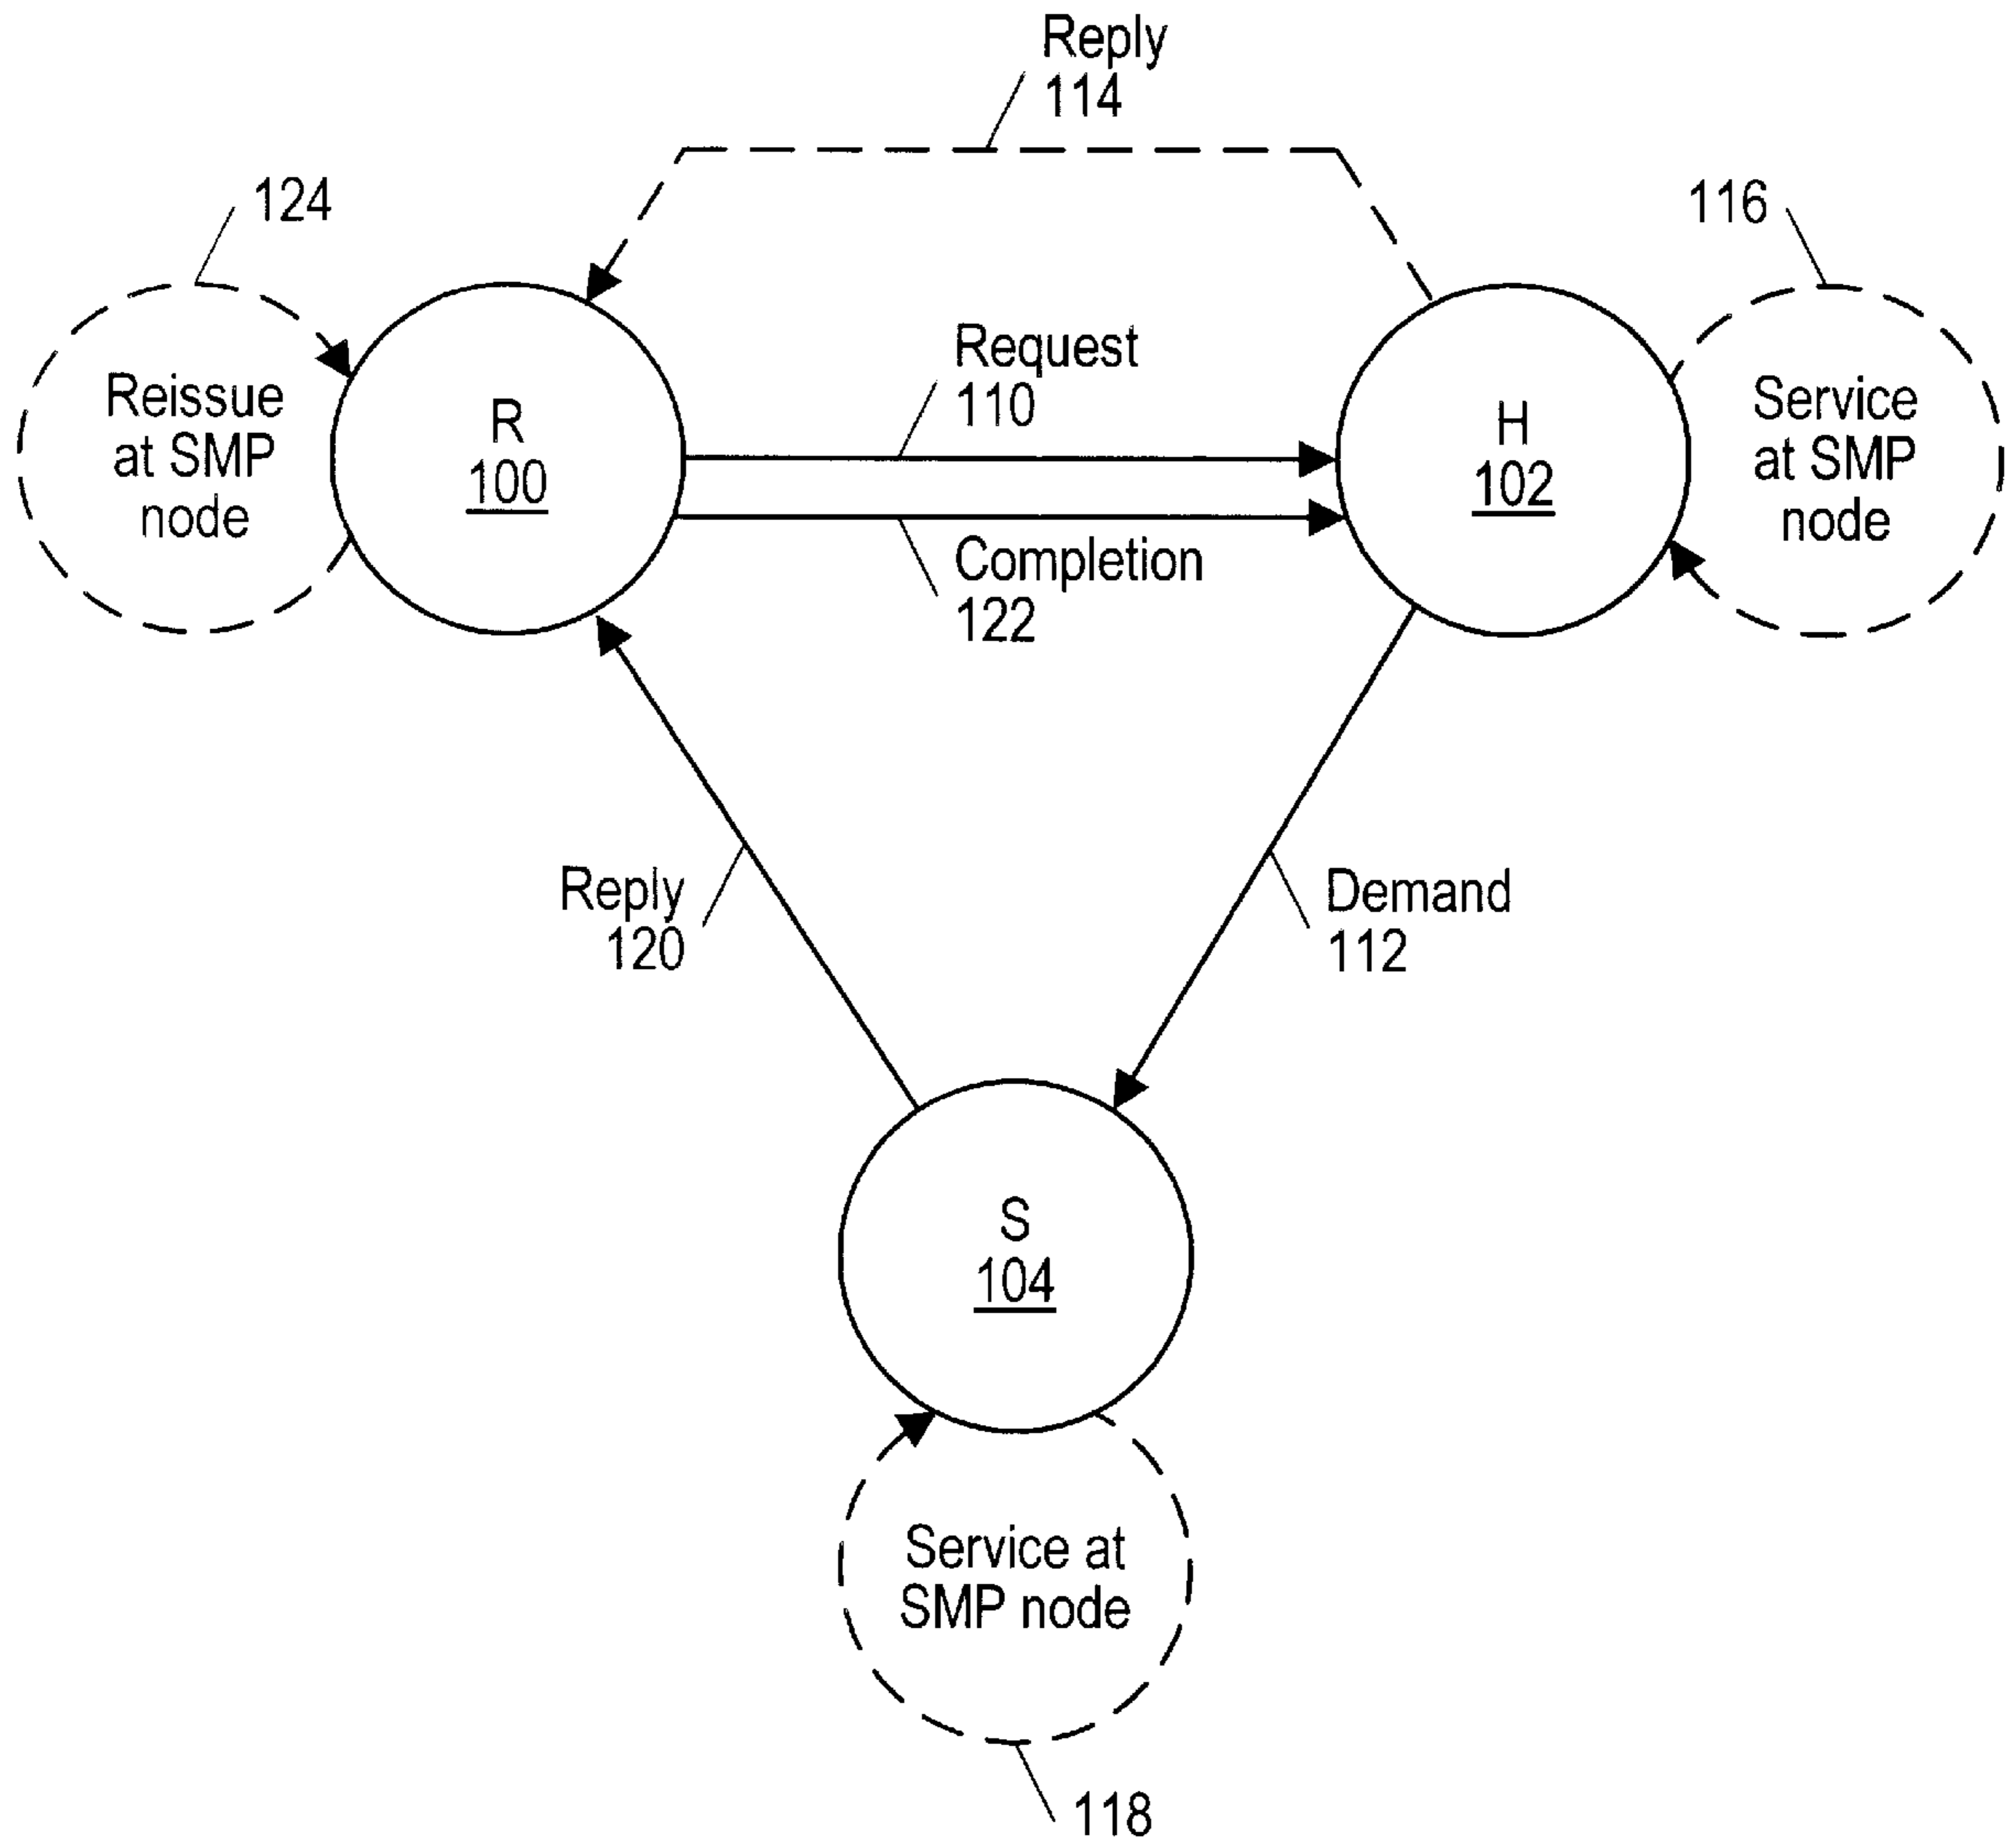 Reply
114
124
116
Request
110
Reissue
at SMP
node
R
100
H
102
Service
at SMP
node
Completion
122
Reply
120
Demand
112
S
104
Service at
SMP node
118